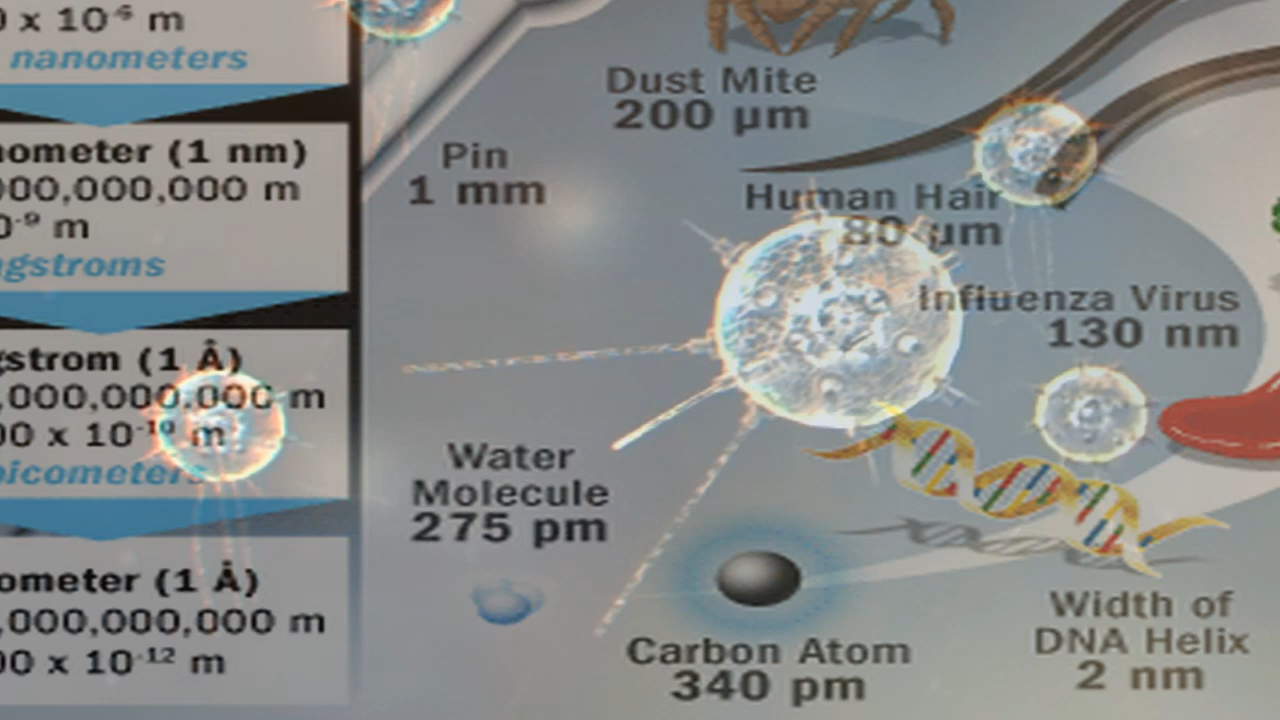 0 x 10⁻⁶ m
nanometers
nometer (1 nm)
000,000,000 m
0⁻⁹ m
ngstroms
gstrom (1 Å)
,000,000,000 m
00 x 10⁻¹⁰ m
picometers
ometer (1 Å)
,000,000,000 m
00 x 10⁻¹² m
Dust Mite
200 µm
Pin
1 mm
Human Hair
80 µm
Influenza Virus
130 nm
Water
Molecule
275 pm
Carbon Atom
340 pm
Width of
DNA Helix
2 nm